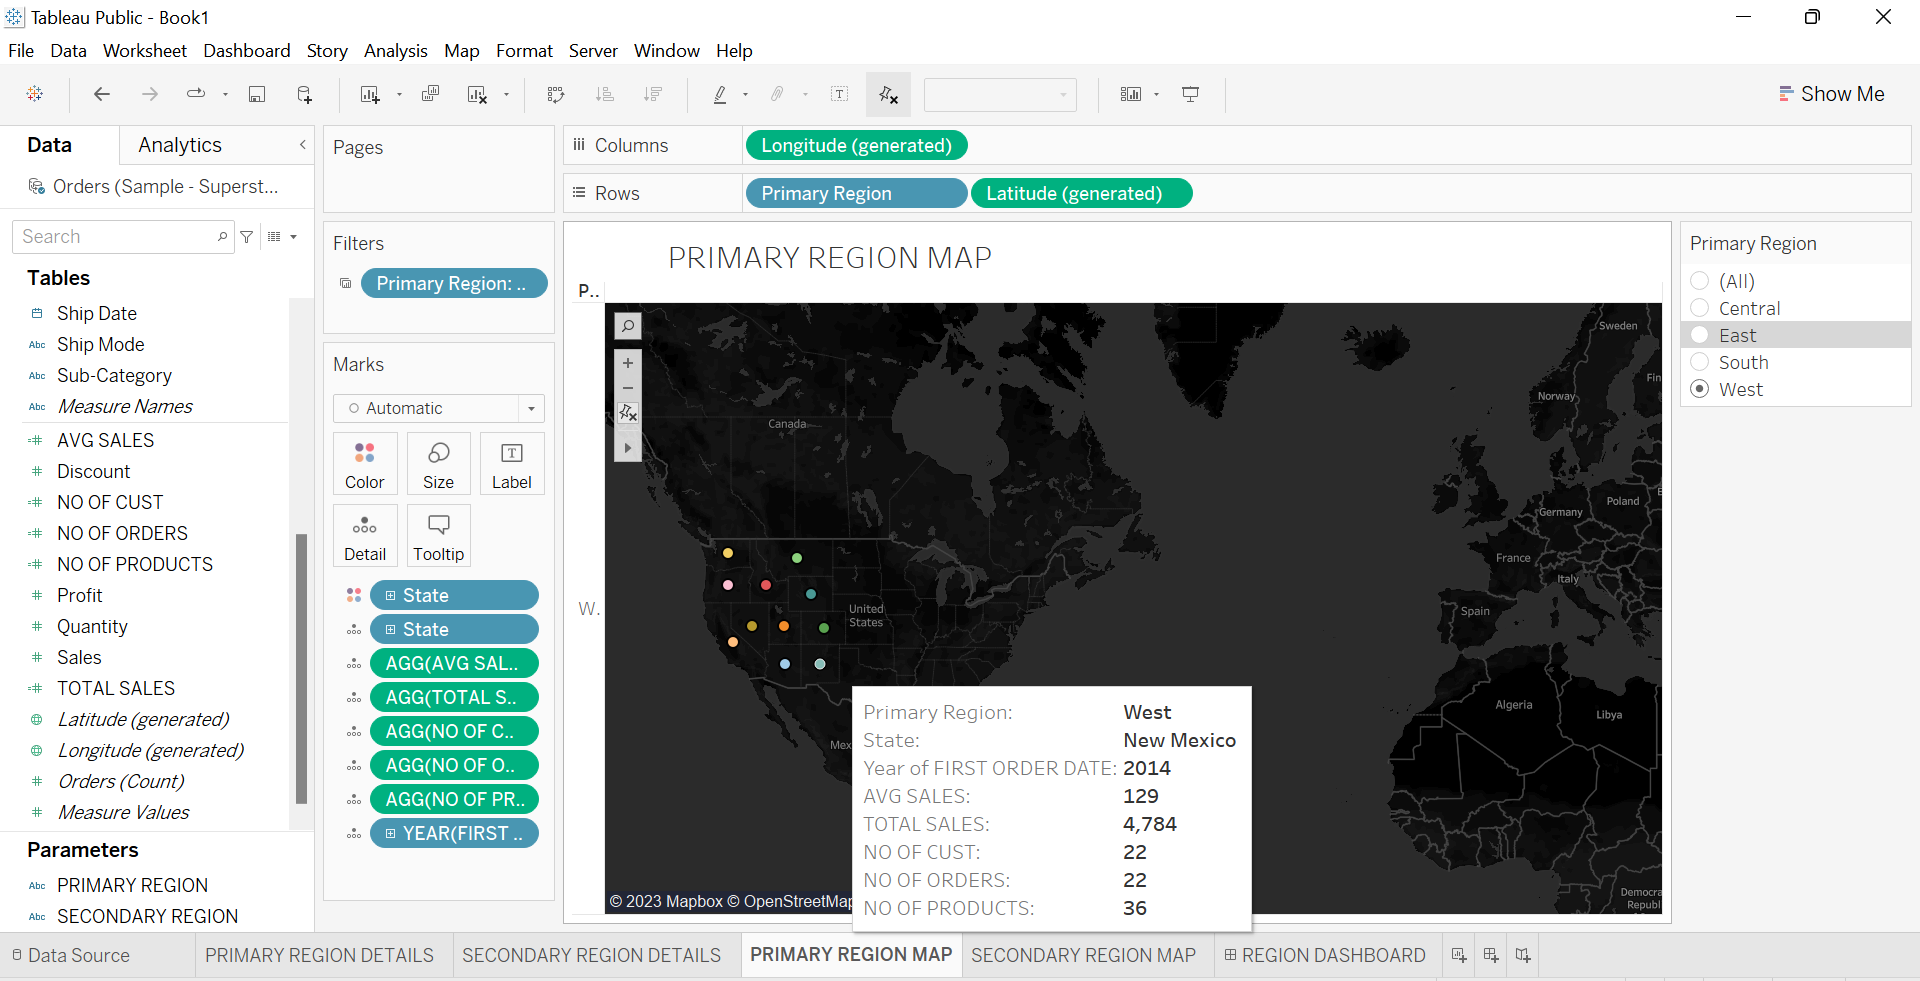 Tableau Public - Book1
File Data Worksheet Dashboard Story Analysis Map Format Server Window Help
Show Me
Data
Analytics
Orders (Sample - Superst...
Search
Tables
Ship Date
Abc Ship Mode
Abc Sub-Category
Abc Measure Names
AVG SALES
Discount
NO OF CUST
NO OF ORDERS
NO OF PRODUCTS
Profit
Quantity
Sales
TOTAL SALES
Latitude (generated)
Longitude (generated)
Orders (Count)
Measure Values
Parameters
Abc PRIMARY REGION
Abc SECONDARY REGION
Pages
Filters
Primary Region: ..
Marks
Automatic
Color
Size
Label
Detail
Tooltip
State
State
AGG(AVG SAL..
AGG(TOTAL S..
AGG(NO OF C..
AGG(NO OF O..
AGG(NO OF PR..
YEAR(FIRST ..
Columns
Longitude (generated)
Rows
Primary Region
Latitude (generated)
PRIMARY REGION MAP
P..
W.
Canada
United
States
Mex
Sweden
Fin
Norway
Poland
Germany
France
Italy
Spain
Algeria
Libya
Democra
Republ
© 2023 Mapbox © OpenStreetMap
Primary Region: West
State: New Mexico
Year of FIRST ORDER DATE: 2014
AVG SALES: 129
TOTAL SALES: 4,784
NO OF CUST: 22
NO OF ORDERS: 22
NO OF PRODUCTS: 36
Primary Region
(All)
Central
East
South
West
Data Source
PRIMARY REGION DETAILS
SECONDARY REGION DETAILS
PRIMARY REGION MAP
SECONDARY REGION MAP
REGION DASHBOARD